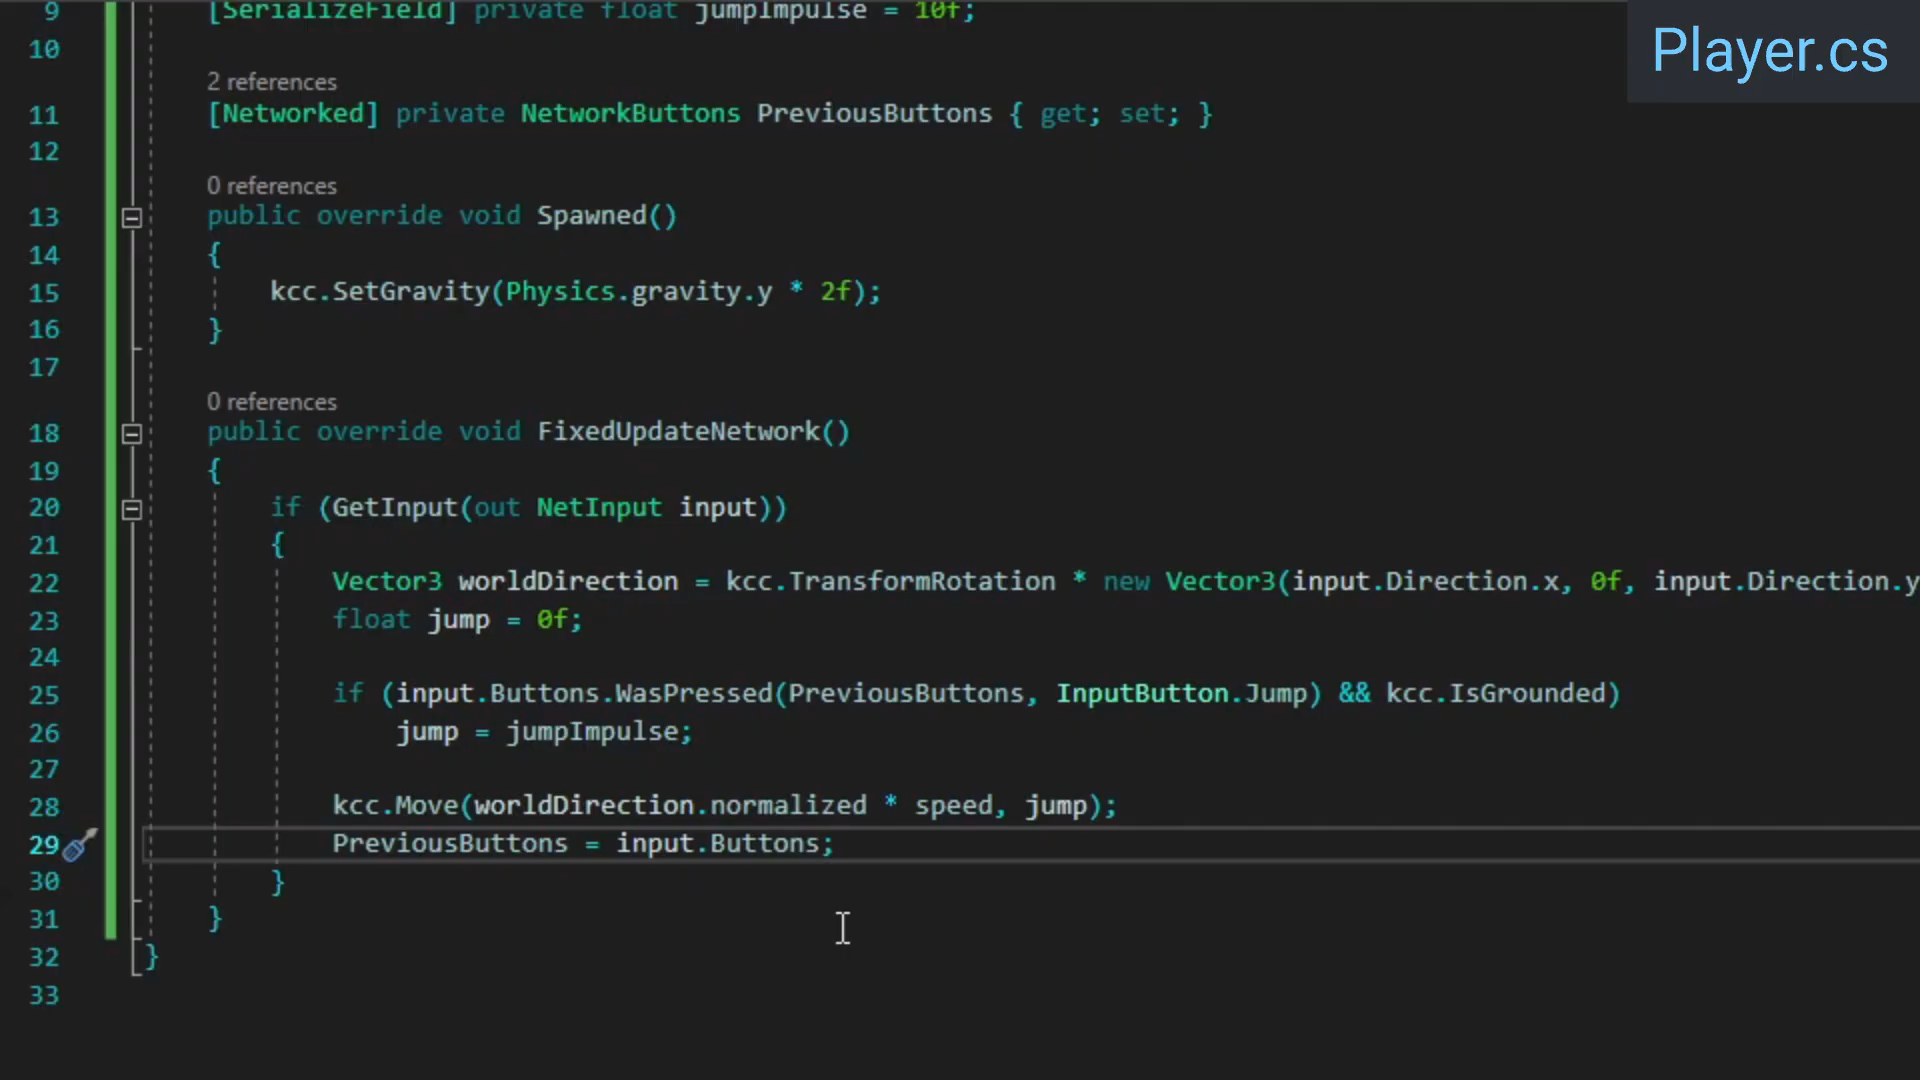 Player.cs
9 [SerializeField] private float jumpImpulse = 10f;
10
2 references
11 [Networked] private NetworkButtons PreviousButtons { get; set; }
12
0 references
13 public override void Spawned()
14 {
15 kcc.SetGravity(Physics.gravity.y * 2f);
16 }
17
0 references
18 public override void FixedUpdateNetwork()
19 {
20 if (GetInput(out NetInput input))
21 {
22 Vector3 worldDirection = kcc.TransformRotation * new Vector3(input.Direction.x, 0f, input.Direction.y
23 float jump = 0f;
24
25 if (input.Buttons.WasPressed(PreviousButtons, InputButton.Jump) && kcc.IsGrounded)
26 jump = jumpImpulse;
27
28 kcc.Move(worldDirection.normalized * speed, jump);
29 PreviousButtons = input.Buttons;
30 }
31 }
32 }
33